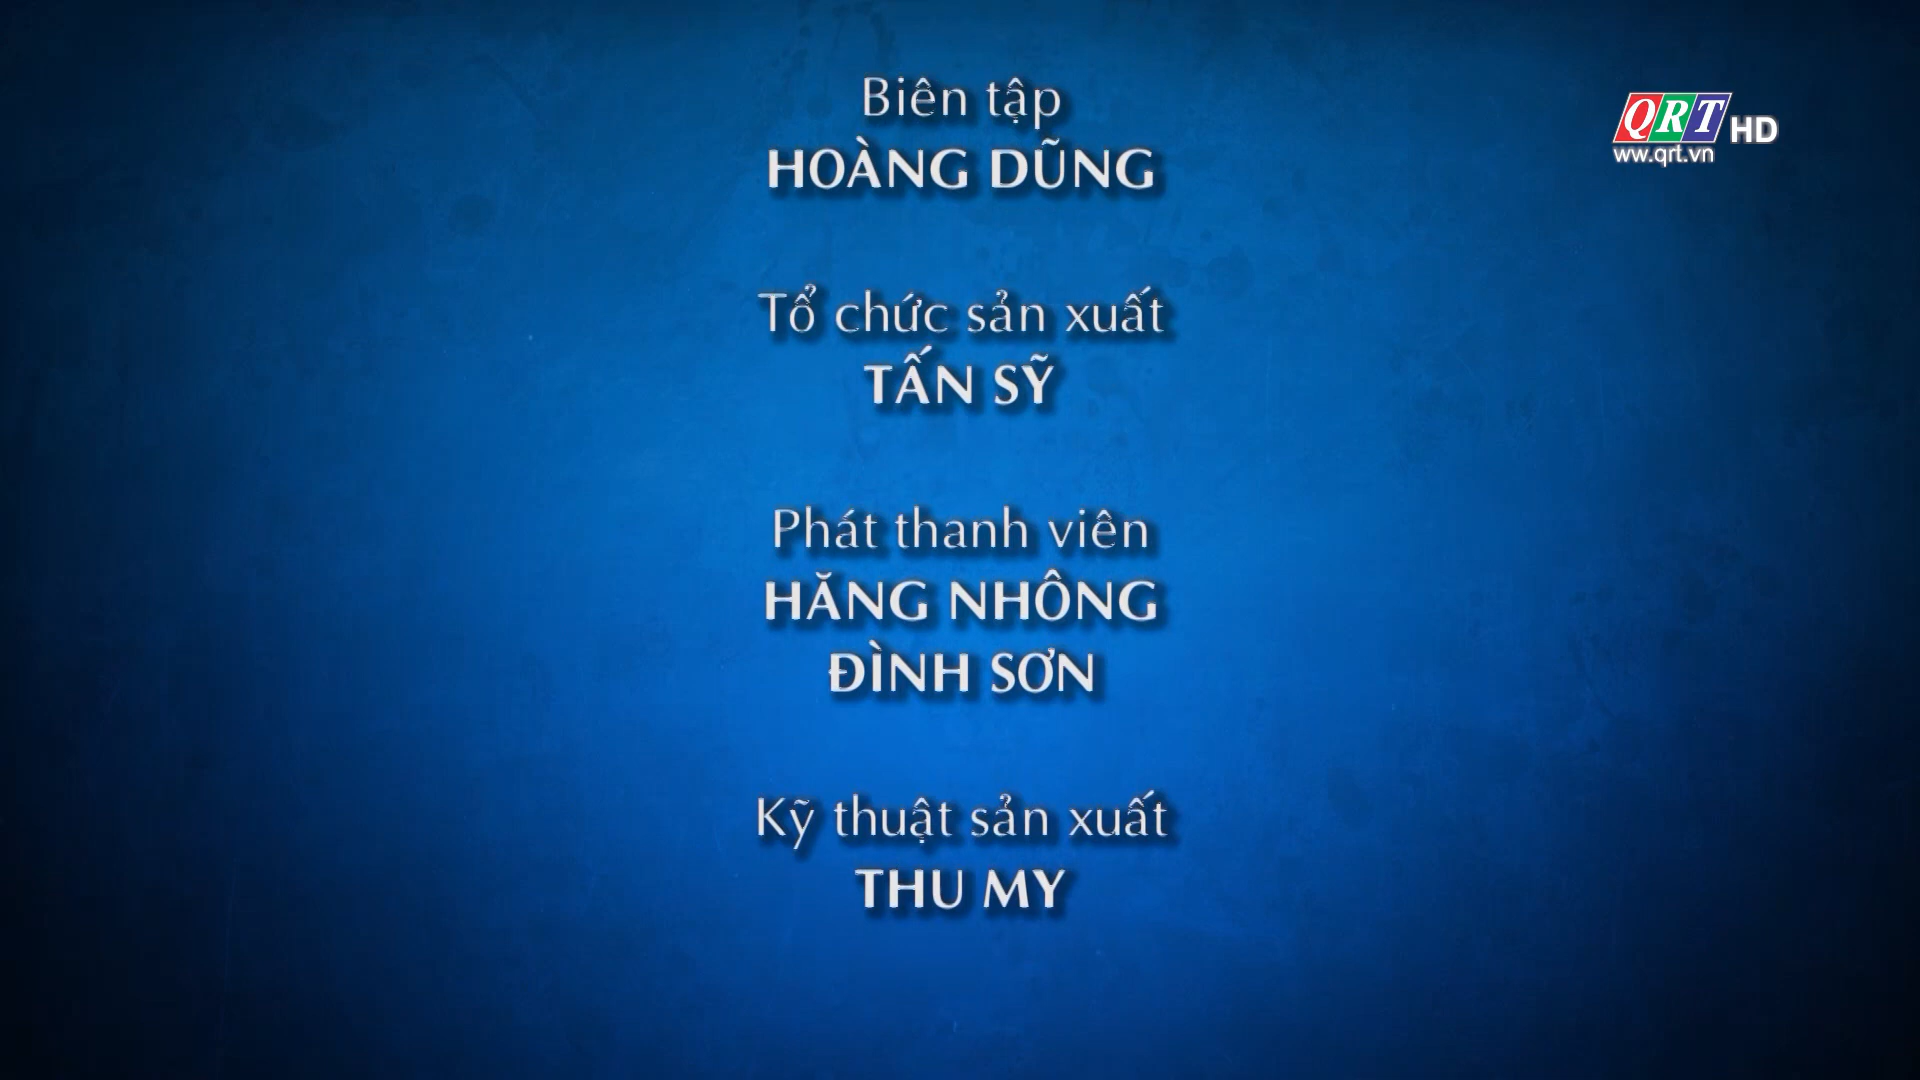 Biên tập
HOÀNG DŨNG
QRT HD
ww.qrt.vn
Tổ chức sản xuất
TẤN SỸ
Phát thanh viên
HĂNG NHÔNG
ĐÌNH SƠN
Kỹ thuật sản xuất
THU MY